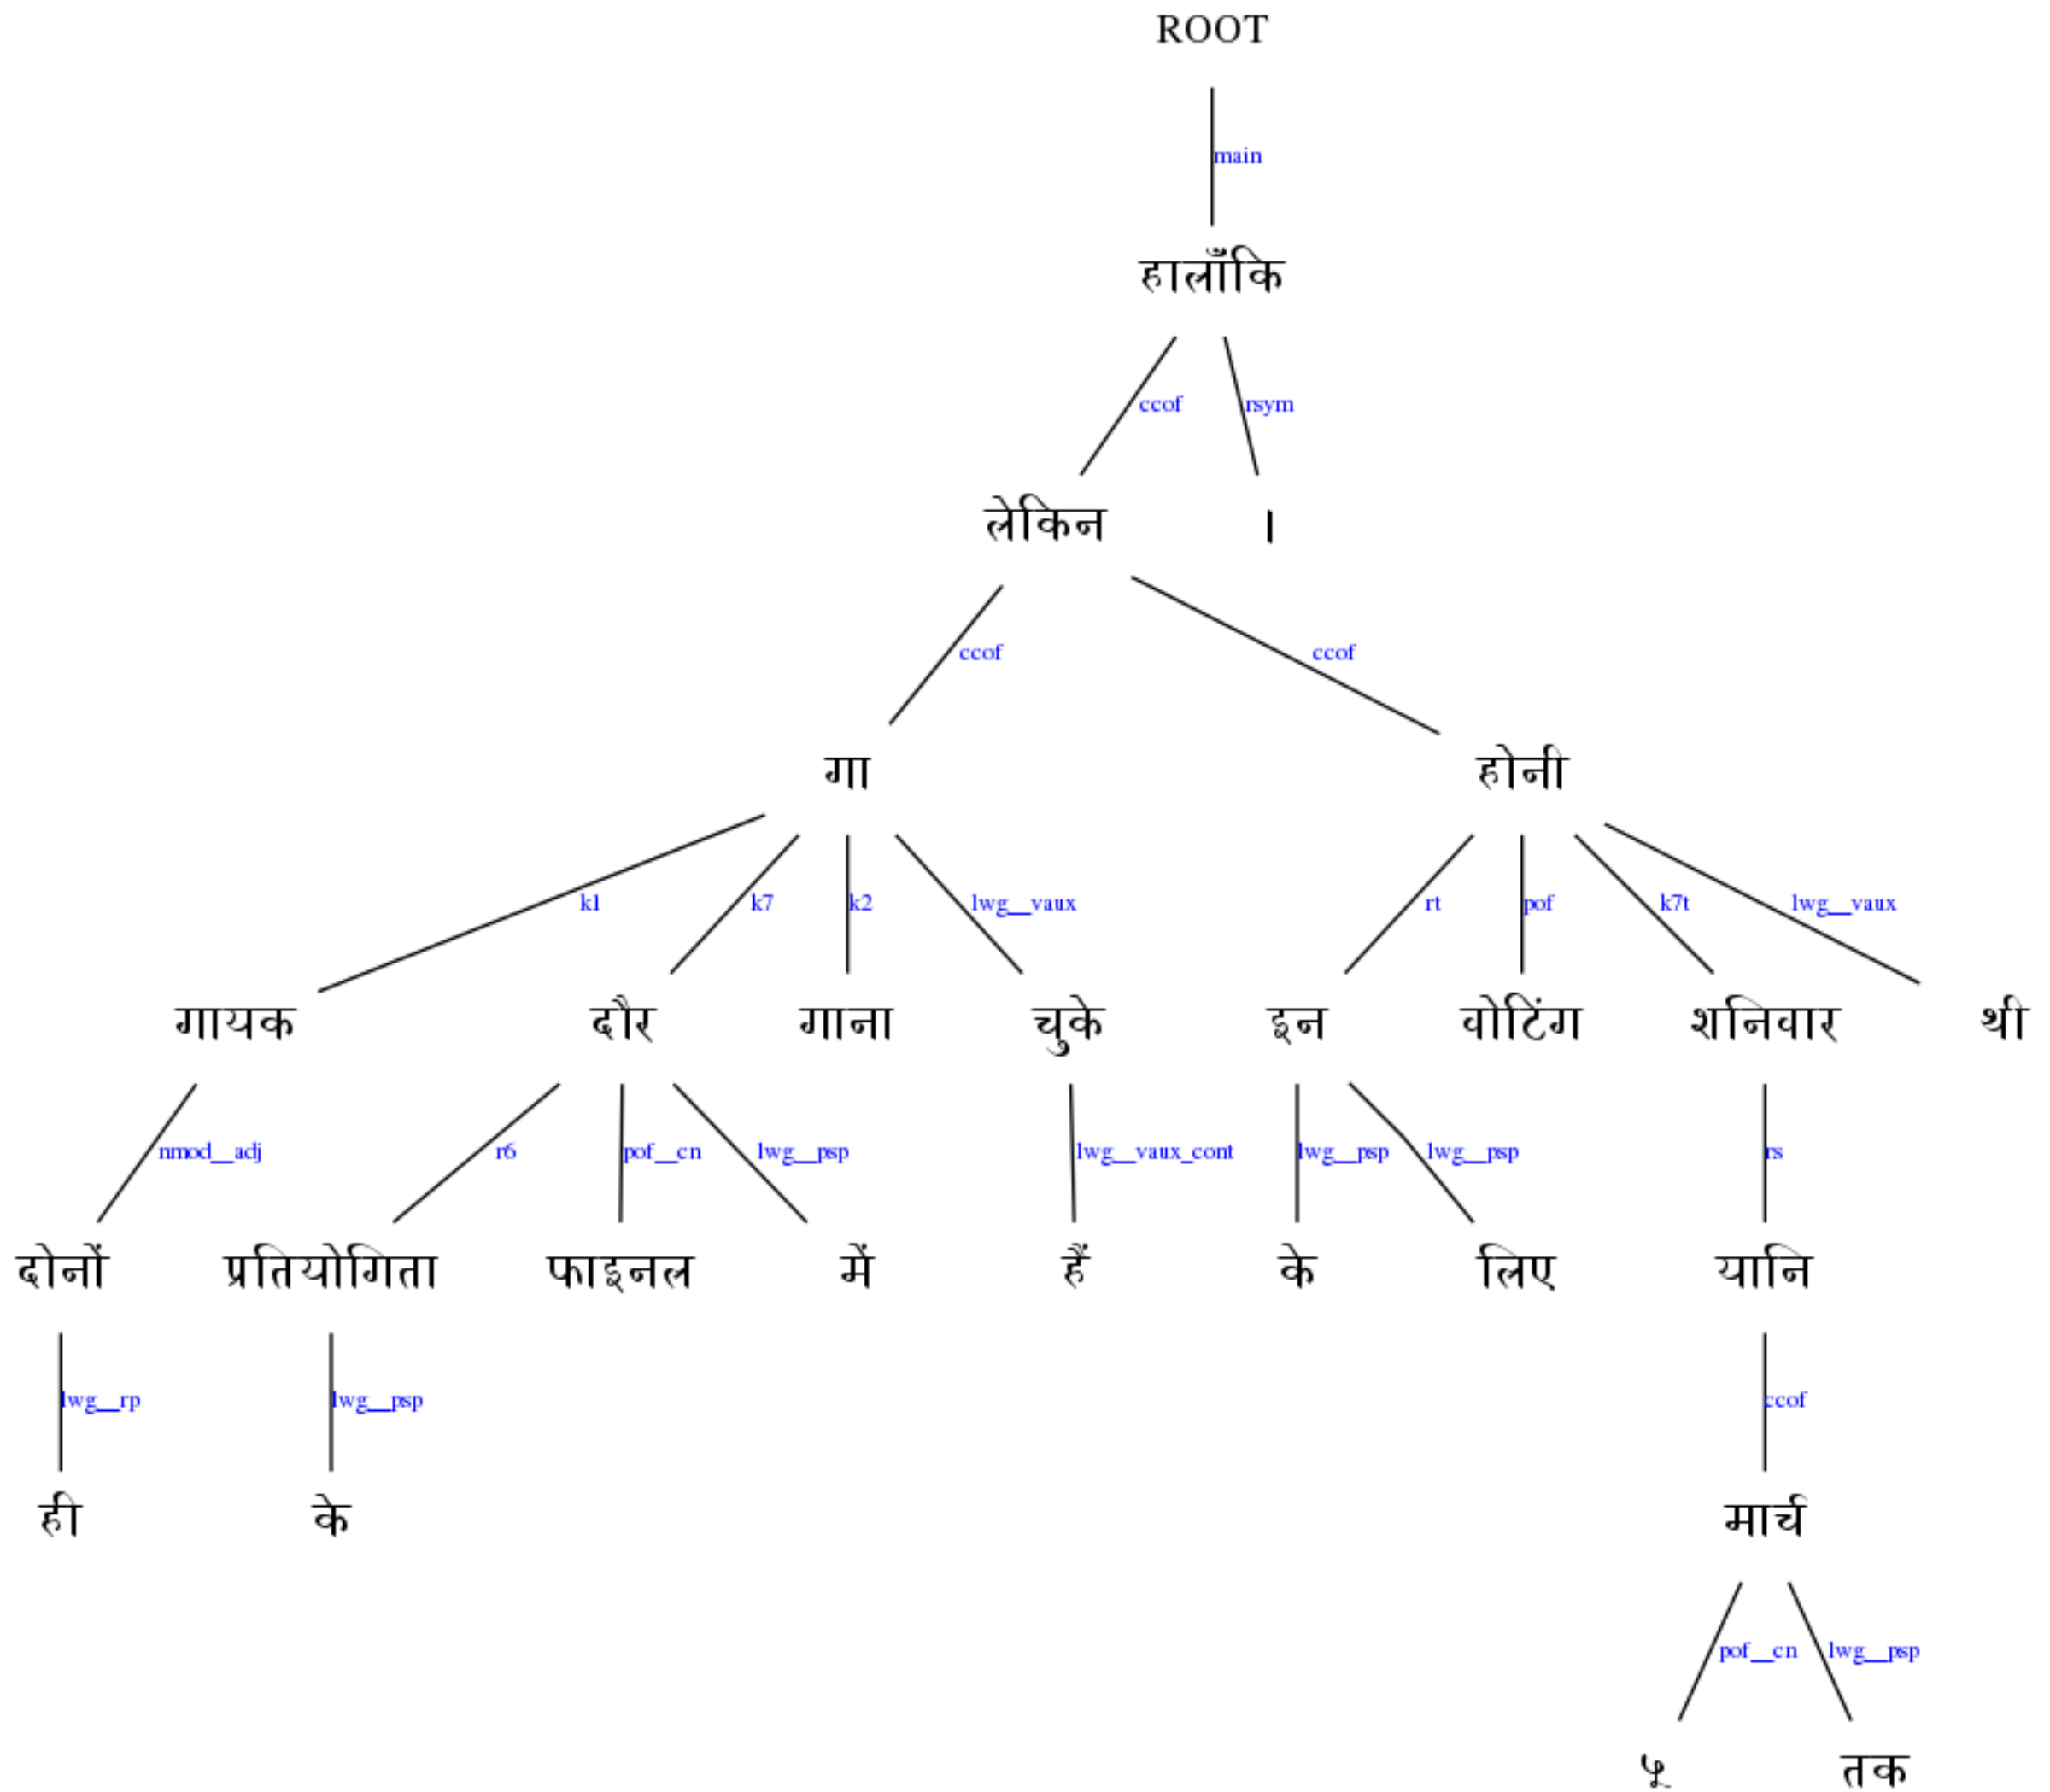 ROOT
main
हालाँकि
ccof rsym
लेकिन ।
ccof ccof
गा होनी
k1 k7 k2 lwg__vaux rt pof k7t lwg__vaux
गायक दौर गाना चुके इन वोटिंग शनिवार थी
nmod__adj r6 pof__cn lwg__psp lwg__vaux_cont lwg__psp lwg__psp rs
दोनों प्रतियोगिता फाइनल में हैं के लिए यानि
lwg__rp lwg__psp ccof
ही के मार्च
pof__cn lwg__psp
५ तक